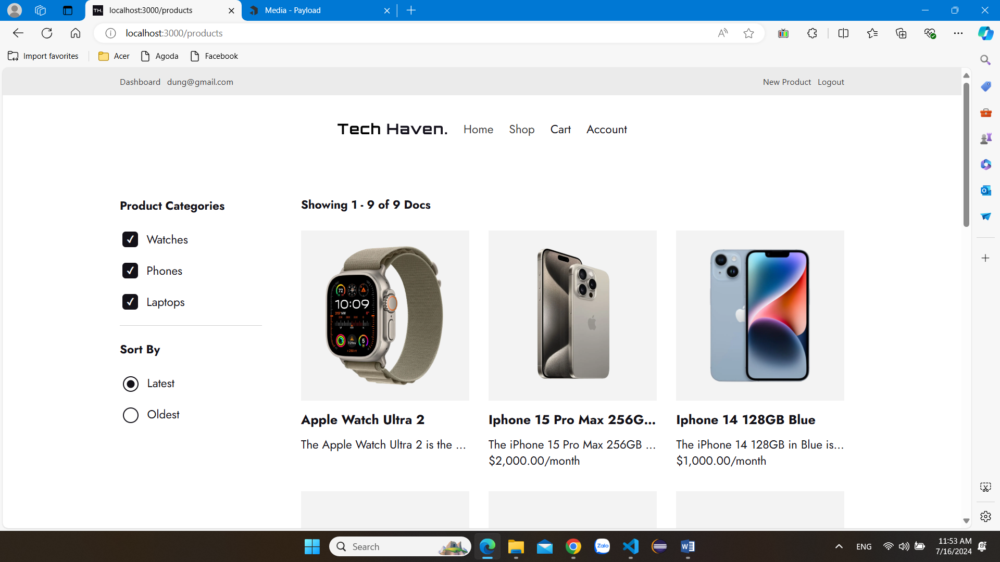 TH. localhost:3000/products
Media - Payload
localhost:3000/products
Import favorites
Acer
Agoda
Facebook
Dashboard dung@gmail.com
New Product Logout
Tech Haven. Home Shop Cart Account
Product Categories
Watches
Phones
Laptops
Sort By
Latest
Oldest
Showing 1 - 9 of 9 Docs
72
10:09
5
Apple Watch Ultra 2
The Apple Watch Ultra 2 is the ...
Iphone 15 Pro Max 256G...
The iPhone 15 Pro Max 256GB ...
$2,000.00/month
Iphone 14 128GB Blue
The iPhone 14 128GB in Blue is...
$1,000.00/month
Search
Zalo
ENG
11:53 AM
7/16/2024